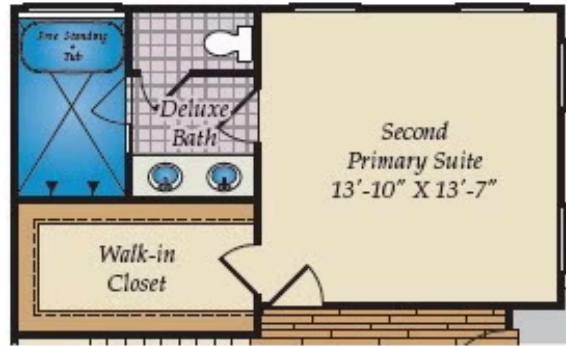 Free Standing
Tub
Deluxe
Bath
Second
Primary Suite
13'-10" X 13'-7"
Walk-in
Closet